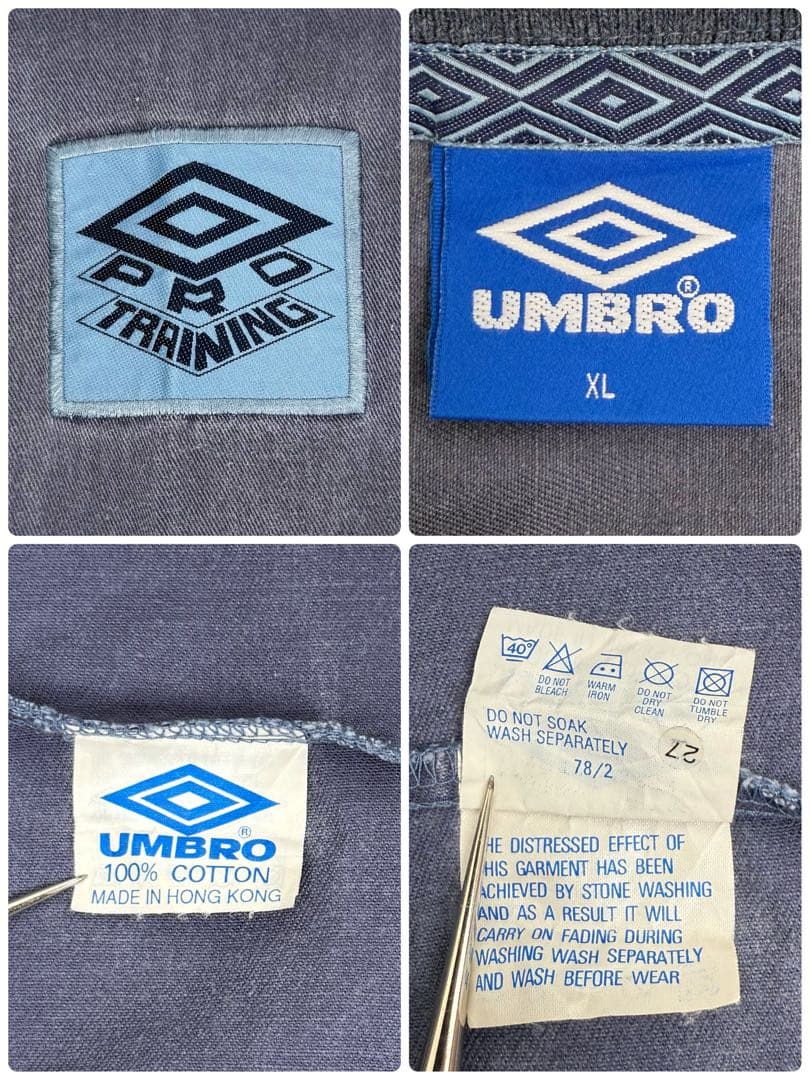 PRO
TRAINING
UMBRO®
XL
UMBRO®
100% COTTON
MADE IN HONG KONG
40°
DO NOT
BLEACH
WARM
IRON
DO NOT
DRY
CLEAN
DO NOT
TUMBLE
DRY
DO NOT SOAK
WASH SEPARATELY
27
78/2
HE DISTRESSED EFFECT OF
HIS GARMENT HAS BEEN
ACHIEVED BY STONE WASHING
AND AS A RESULT IT WILL
CARRY ON FADING DURING
WASHING WASH SEPARATELY
AND WASH BEFORE WEAR